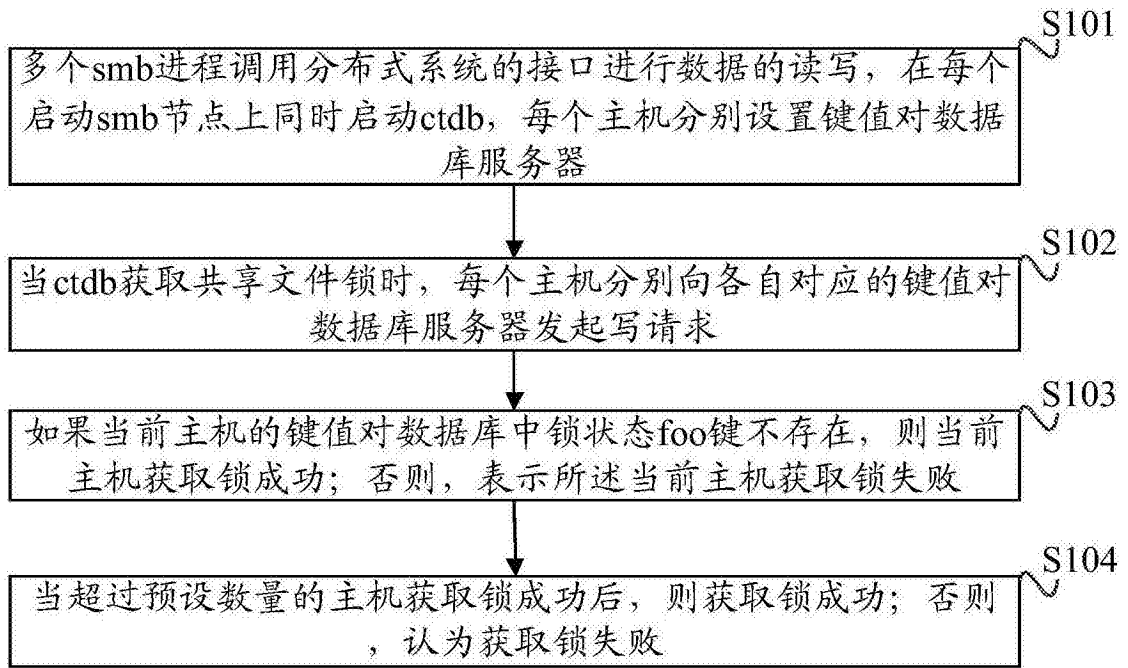 S101
多个smb进程调用分布式系统的接口进行数据的读写，在每个
启动smb节点上同时启动ctdb，每个主机分别设置键值对数据
库服务器
S102
当ctdb获取共享文件锁时，每个主机分别向各自对应的键值对
数据库服务器发起写请求
S103
如果当前主机的键值对数据库中锁状态foo键不存在，则当前
主机获取锁成功；否则，表示所述当前主机获取锁失败
S104
当超过预设数量的主机获取锁成功后，则获取锁成功；否则
，认为获取锁失败